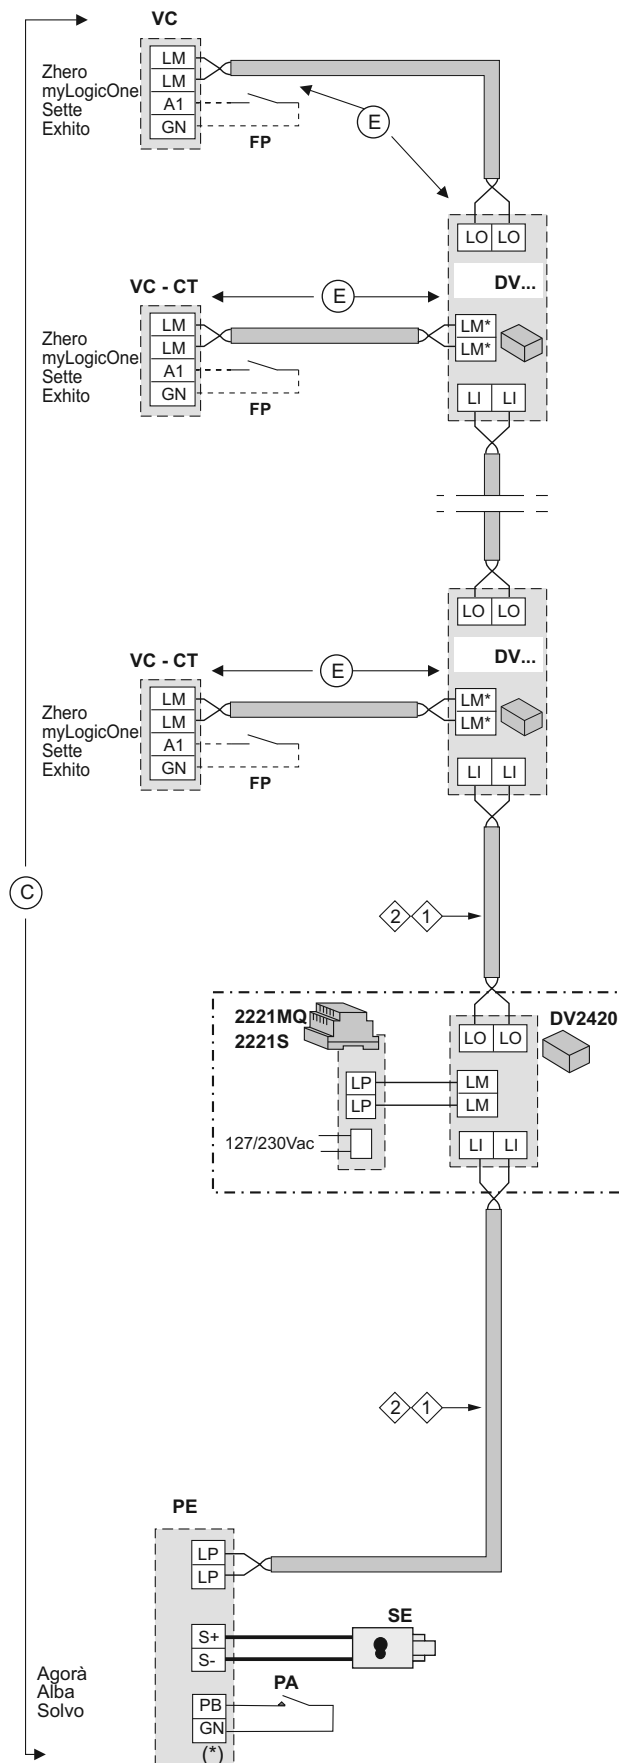 VC
Zhero
myLogicOne
Sette
Exhito
LM
LM
A1
GN
FP
E
LO LO
DV...
VC - CT
E
Zhero
myLogicOne
Sette
Exhito
LM
LM
A1
GN
FP
LM*
LM*
LI LI
LO LO
DV...
VC - CT
E
Zhero
myLogicOne
Sette
Exhito
LM
LM
A1
GN
FP
LM*
LM*
LI LI
C
2 1
2221MQ
2221S
DV2420
LO LO
LP
LP
LM
LM
127/230Vac
LI LI
2 1
PE
LP
LP
SE
S+
S-
PA
Agorà
Alba
Solvo
PB
GN
(*)